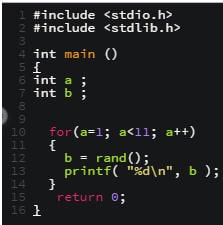 1 #include <stdio.h>
2 #include <stdlib.h>
3
4 int main ()
5 {
6 int a ;
7 int b ;
8
9
10 for(a=1; a<11; a++)
11 {
12 b = rand();
13 printf( "%d\n", b );
14 }
15 return 0;
16 }